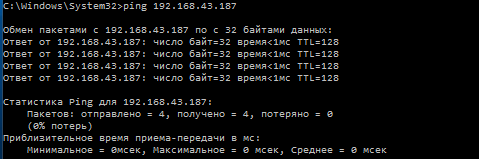 C:\Windows\System32>ping 192.168.43.187
Обмен пакетами с 192.168.43.187 по с 32 байтами данных:
Ответ от 192.168.43.187: число байт=32 время<1мс TTL=128
Ответ от 192.168.43.187: число байт=32 время<1мс TTL=128
Ответ от 192.168.43.187: число байт=32 время<1мс TTL=128
Ответ от 192.168.43.187: число байт=32 время<1мс TTL=128
Статистика Ping для 192.168.43.187:
Пакетов: отправлено = 4, получено = 4, потеряно = 0
(0% потерь)
Приблизительное время приема-передачи в мс:
Минимальное = 0мсек, Максимальное = 0 мсек, Среднее = 0 мсек